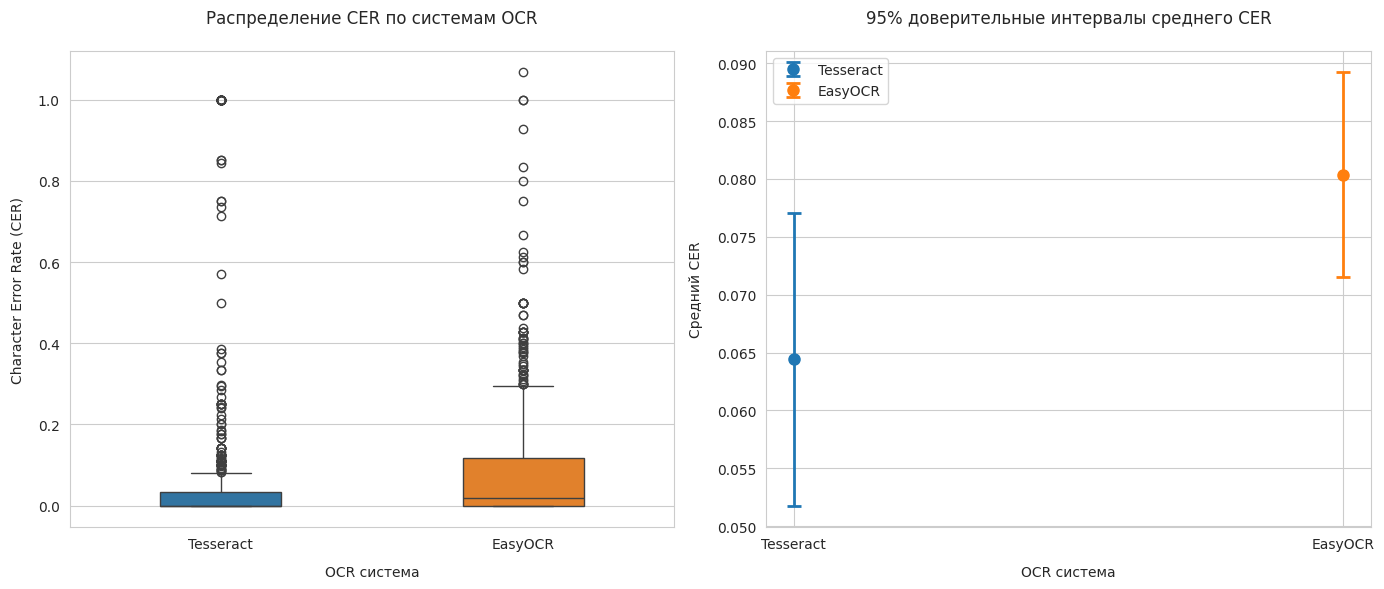 Распределение CER по системам OCR
Character Error Rate (CER)
1.0
0.8
0.6
0.4
0.2
0.0
Tesseract
EasyOCR
OCR система
95% доверительные интервалы среднего CER
Средний CER
0.090
0.085
0.080
0.075
0.070
0.065
0.060
0.055
0.050
Tesseract
EasyOCR
Tesseract
EasyOCR
OCR система